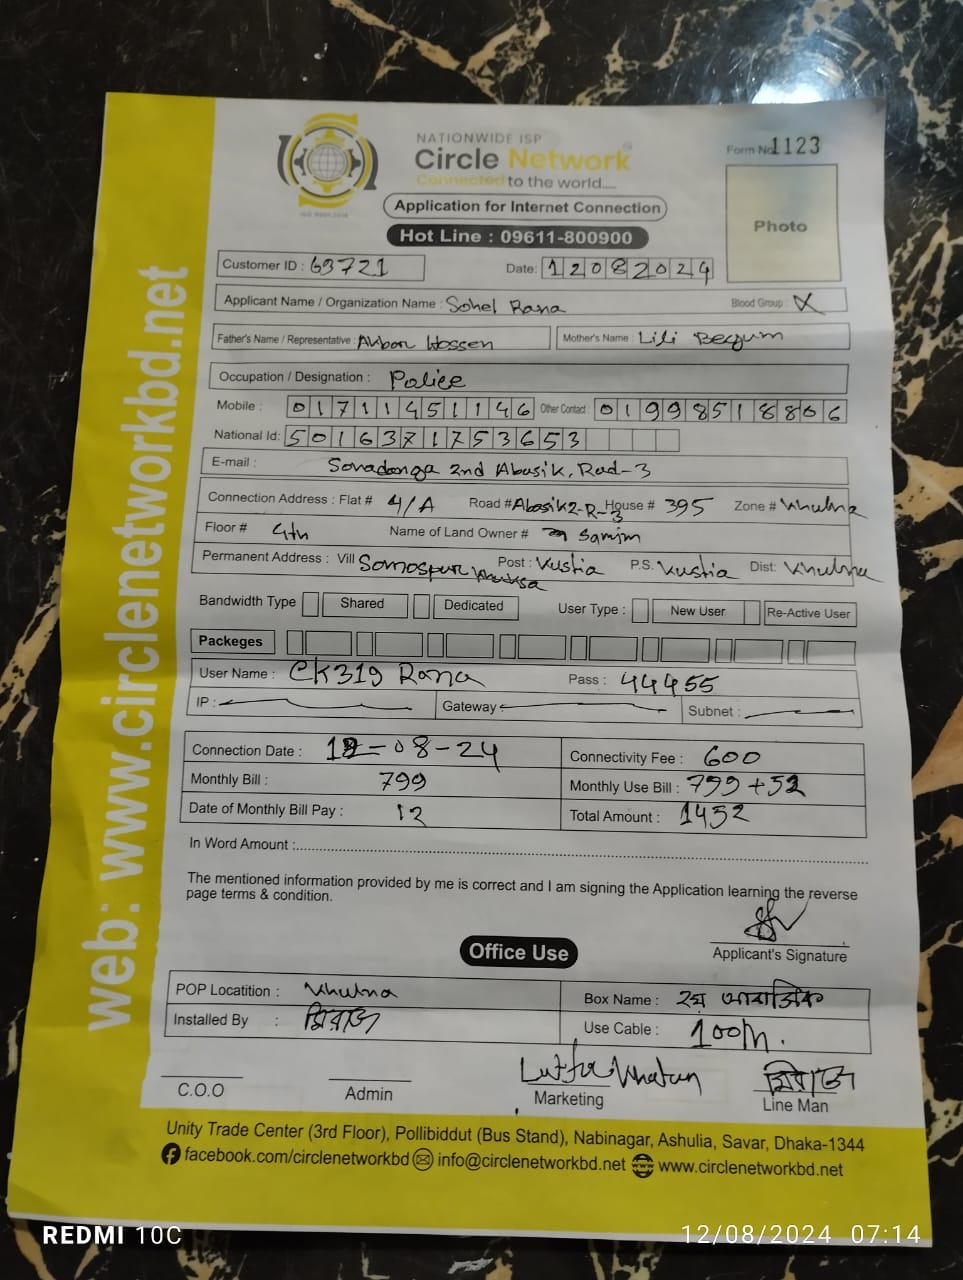 NATIONWIDE ISP
Circle Network
Connected to the world....
ISO 9001:2015
Form No 1123
Application for Internet Connection
Hot Line : 09611-800900
Photo
Customer ID : 63721 Date: 12082024
Applicant Name / Organization Name : Sohel Rana Blood Group : X
Father's Name / Representative : Akbar Hossen Mother's Name : Lili Begum
Occupation / Designation : Police
Mobile : 01711451146 Other Contact : 01998518806
National Id: 5016371753653
E-mail : Sonadanga 2nd Abasik, Rad-3
Connection Address : Flat # 4/A Road # Abasik2-R-3 House # 395 Zone # Khulna
Floor # 4th Name of Land Owner # Samim
Permanent Address : Vill Somospur Post : Kustia P.S. Kustia Dist: Khulna
Bandwidth Type Shared Dedicated User Type : New User Re-Active User
Packeges
User Name : CK319 Rana Pass : 44455
IP : Gateway Subnet :
Connection Date : 12-08-24 Connectivity Fee : 600
Monthly Bill : 799 Monthly Use Bill : 799+52
Date of Monthly Bill Pay : 12 Total Amount : 1452
In Word Amount :
The mentioned information provided by me is correct and I am signing the Application learning the reverse
page terms & condition.
Applicant's Signature
Office Use
POP Locatition : Khulna Box Name : ২য় আবাসিক
Installed By : মিরাজ Use Cable : 100m.
Lutfa Khatun মিরাজ
C.O.O Admin Marketing Line Man
Unity Trade Center (3rd Floor), Pollibiddut (Bus Stand), Nabinagar, Ashulia, Savar, Dhaka-1344
facebook.com/circlenetworkbd info@circlenetworkbd.net www.circlenetworkbd.net
web: www.circlenetworkbd.net
REDMI 10C 12/08/2024 07:14